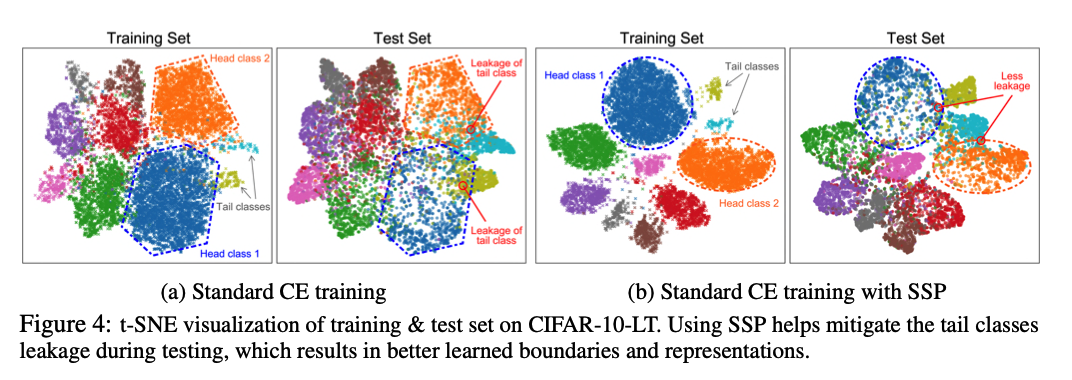 Training Set
Test Set
Training Set
Test Set
Head class 2
Tail classes
Head class 1
Leakage of
tail class
Leakage of
tail class
Head class 1
Tail classes
Head class 2
Less
leakage
(a) Standard CE training
(b) Standard CE training with SSP
Figure 4: t-SNE visualization of training & test set on CIFAR-10-LT. Using SSP helps mitigate the tail classes
leakage during testing, which results in better learned boundaries and representations.